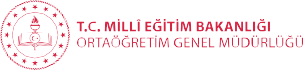 T.C. MİLLÎ EĞİTİM BAKANLIĞI
ORTAÖĞRETİM GENEL MÜDÜRLÜĞÜ